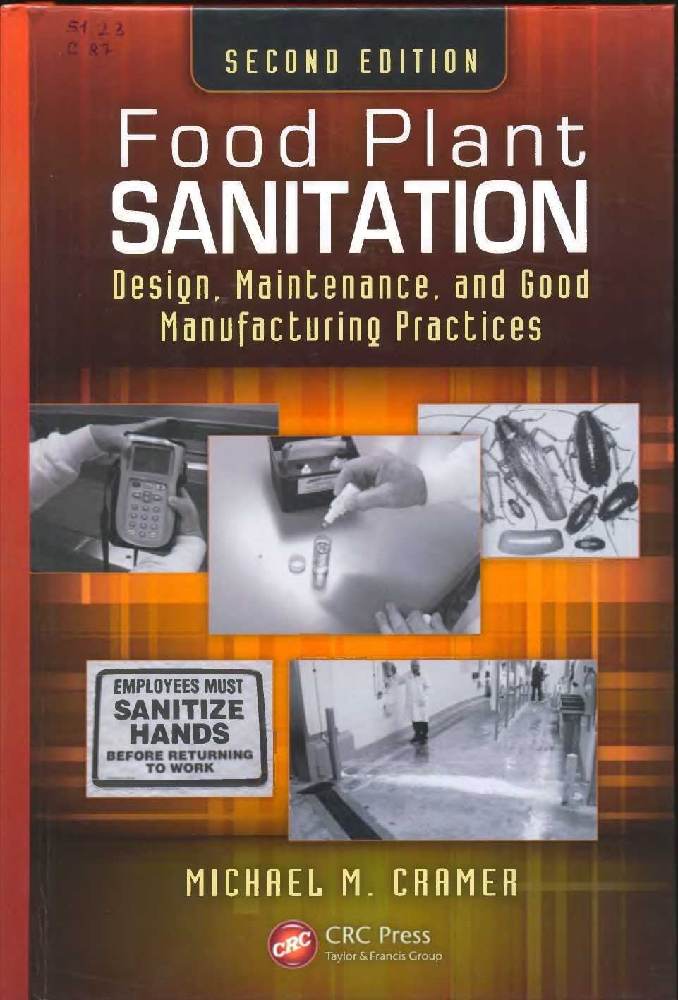 51 23
C 87
SECOND EDITION
Food Plant
SANITATION
Design, Maintenance, and Good
Manufacturing Practices
EMPLOYEES MUST
SANITIZE
HANDS
BEFORE RETURNING
TO WORK
MICHAEL M. CRAMER
CRC
CRC Press
Taylor & Francis Group